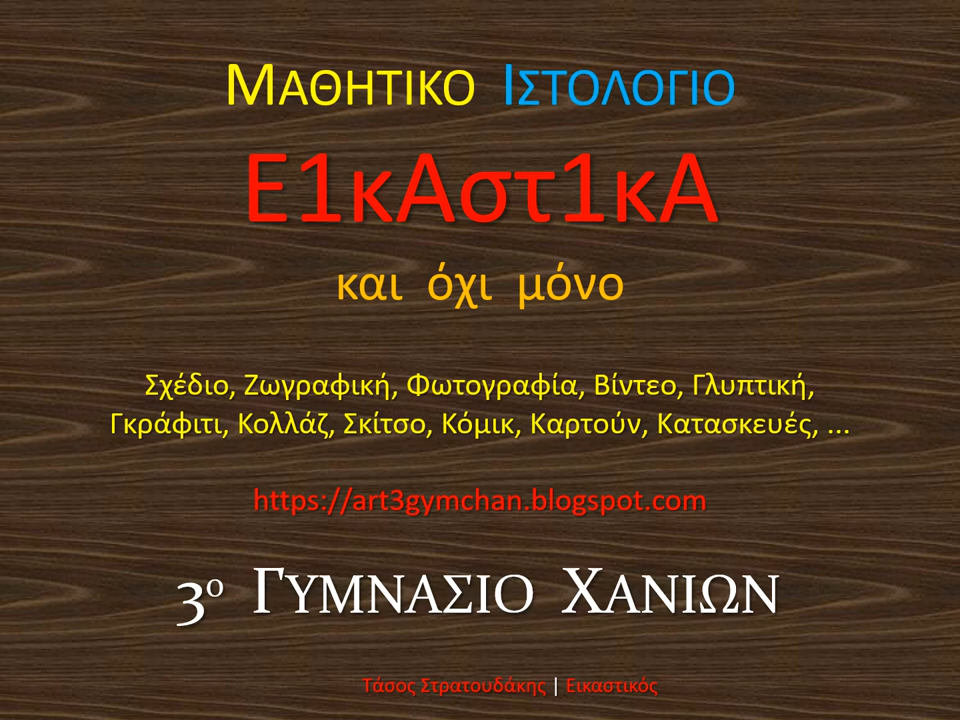 ΜΑΘΗΤΙΚΟ ΙΣΤΟΛΟΓΙΟ
Ε1κΑστ1κΑ
και όχι μόνο
Σχέδιο, Ζωγραφική, Φωτογραφία, Βίντεο, Γλυπτική,
Γκράφιτι, Κολλάζ, Σκίτσο, Κόμικ, Καρτούν, Κατασκευές, ...
https://art3gymchan.blogspot.com
3ο ΓΥΜΝΑΣΙΟ ΧΑΝΙΩΝ
Τάσος Στρατουδάκης | Εικαστικός